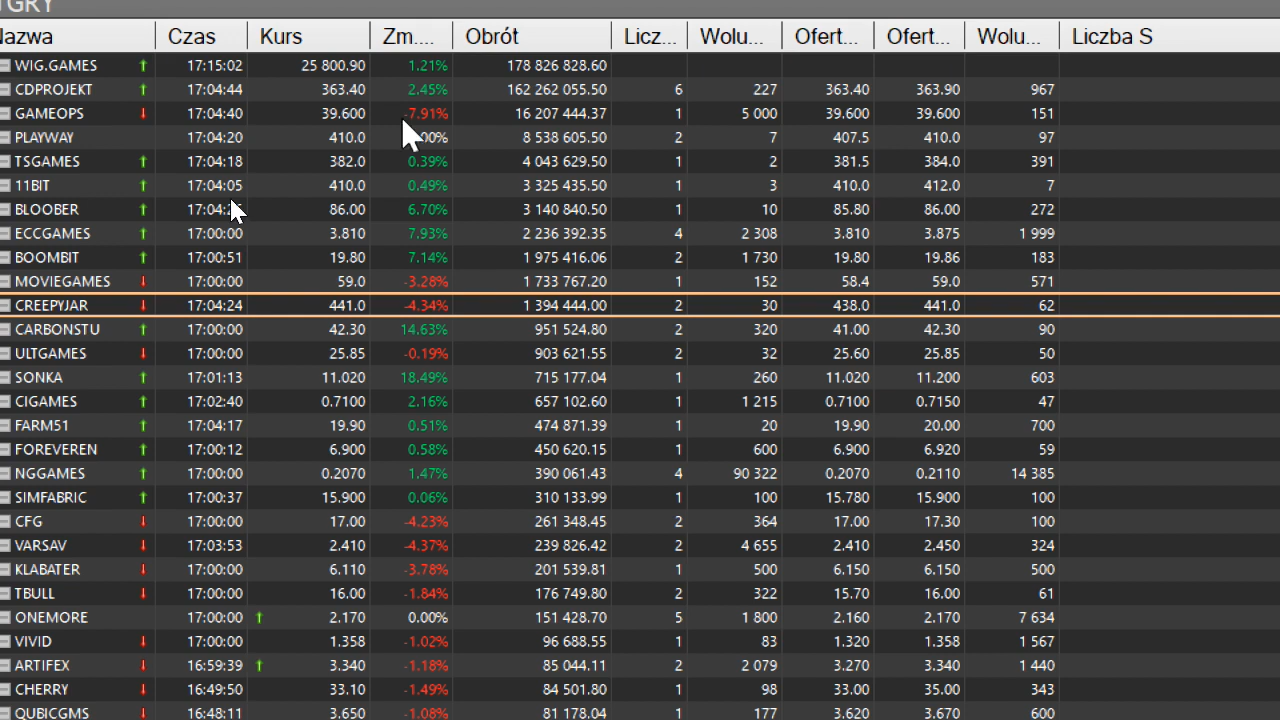 GRY
Nazwa Czas Kurs Zm.... Obrót Licz... Wolu... Ofert... Ofert... Wolu... Liczba S
WIG.GAMES 17:15:02 25 800.90 1.21% 178 826 828.60
CDPROJEKT 17:04:44 363.40 2.45% 162 262 055.50 6 227 363.40 363.90 967
GAMEOPS 17:04:40 39.600 -7.91% 16 207 444.37 1 5 000 39.600 39.600 151
PLAYWAY 17:04:20 410.0 8 538 605.50 2 7 407.5 410.0 97
TSGAMES 17:04:18 382.0 0.39% 4 043 629.50 1 2 381.5 384.0 391
11BIT 17:04:05 410.0 0.49% 3 325 435.50 1 3 410.0 412.0 7
BLOOBER 86.00 6.70% 3 140 840.50 1 10 85.80 86.00 272
ECCGAMES 17:00:00 3.810 7.93% 2 236 392.35 4 2 308 3.810 3.875 1 999
BOOMBIT 17:00:51 19.80 7.14% 1 975 416.06 2 1 730 19.80 19.86 183
MOVIEGAMES 17:00:00 59.0 -3.28% 1 733 767.20 1 152 58.4 59.0 571
CREEPYJAR 17:04:24 441.0 -4.34% 1 394 444.00 2 30 438.0 441.0 62
CARBONSTU 17:00:00 42.30 14.63% 951 524.80 2 320 41.00 42.30 90
ULTGAMES 17:00:00 25.85 -0.19% 903 621.55 2 32 25.60 25.85 50
SONKA 17:01:13 11.020 18.49% 715 177.04 1 260 11.020 11.200 603
CIGAMES 17:02:40 0.7100 2.16% 657 102.60 1 1 215 0.7100 0.7150 47
FARM51 17:04:17 19.90 0.51% 474 871.39 1 20 19.90 20.00 700
FOREVEREN 17:00:12 6.900 0.58% 450 620.15 1 600 6.900 6.920 59
NGGAMES 17:00:00 0.2070 1.47% 390 061.43 4 90 322 0.2070 0.2110 14 385
SIMFABRIC 17:00:37 15.900 0.06% 310 133.99 1 100 15.780 15.900 100
CFG 17:00:00 17.00 -4.23% 261 348.45 2 364 17.00 17.30 100
VARSAV 17:03:53 2.410 -4.37% 239 826.42 2 4 655 2.410 2.450 324
KLABATER 17:00:00 6.110 -3.78% 201 539.81 1 500 6.150 6.150 500
TBULL 17:00:00 16.00 -1.84% 176 749.80 2 322 15.70 16.00 61
ONEMORE 17:00:00 2.170 0.00% 151 428.70 5 1 800 2.160 2.170 7 634
VIVID 17:00:00 1.358 -1.02% 96 688.55 1 83 1.320 1.358 1 567
ARTIFEX 16:59:39 3.340 -1.18% 85 044.11 2 2 079 3.270 3.340 1 440
CHERRY 16:49:50 33.10 -1.49% 84 501.80 1 98 33.00 35.00 343
QUBICGMS 16:48:11 3.650 -1.08% 81 178.04 1 177 3.620 3.670 600